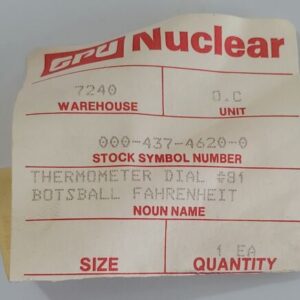 GPU Nuclear
7240 O.C
WAREHOUSE UNIT
000-437-4620-0
STOCK SYMBOL NUMBER
THERMOMETER DIAL #81
BOTSBALL FAHRENHEIT
NOUN NAME
1 EA
SIZE QUANTITY